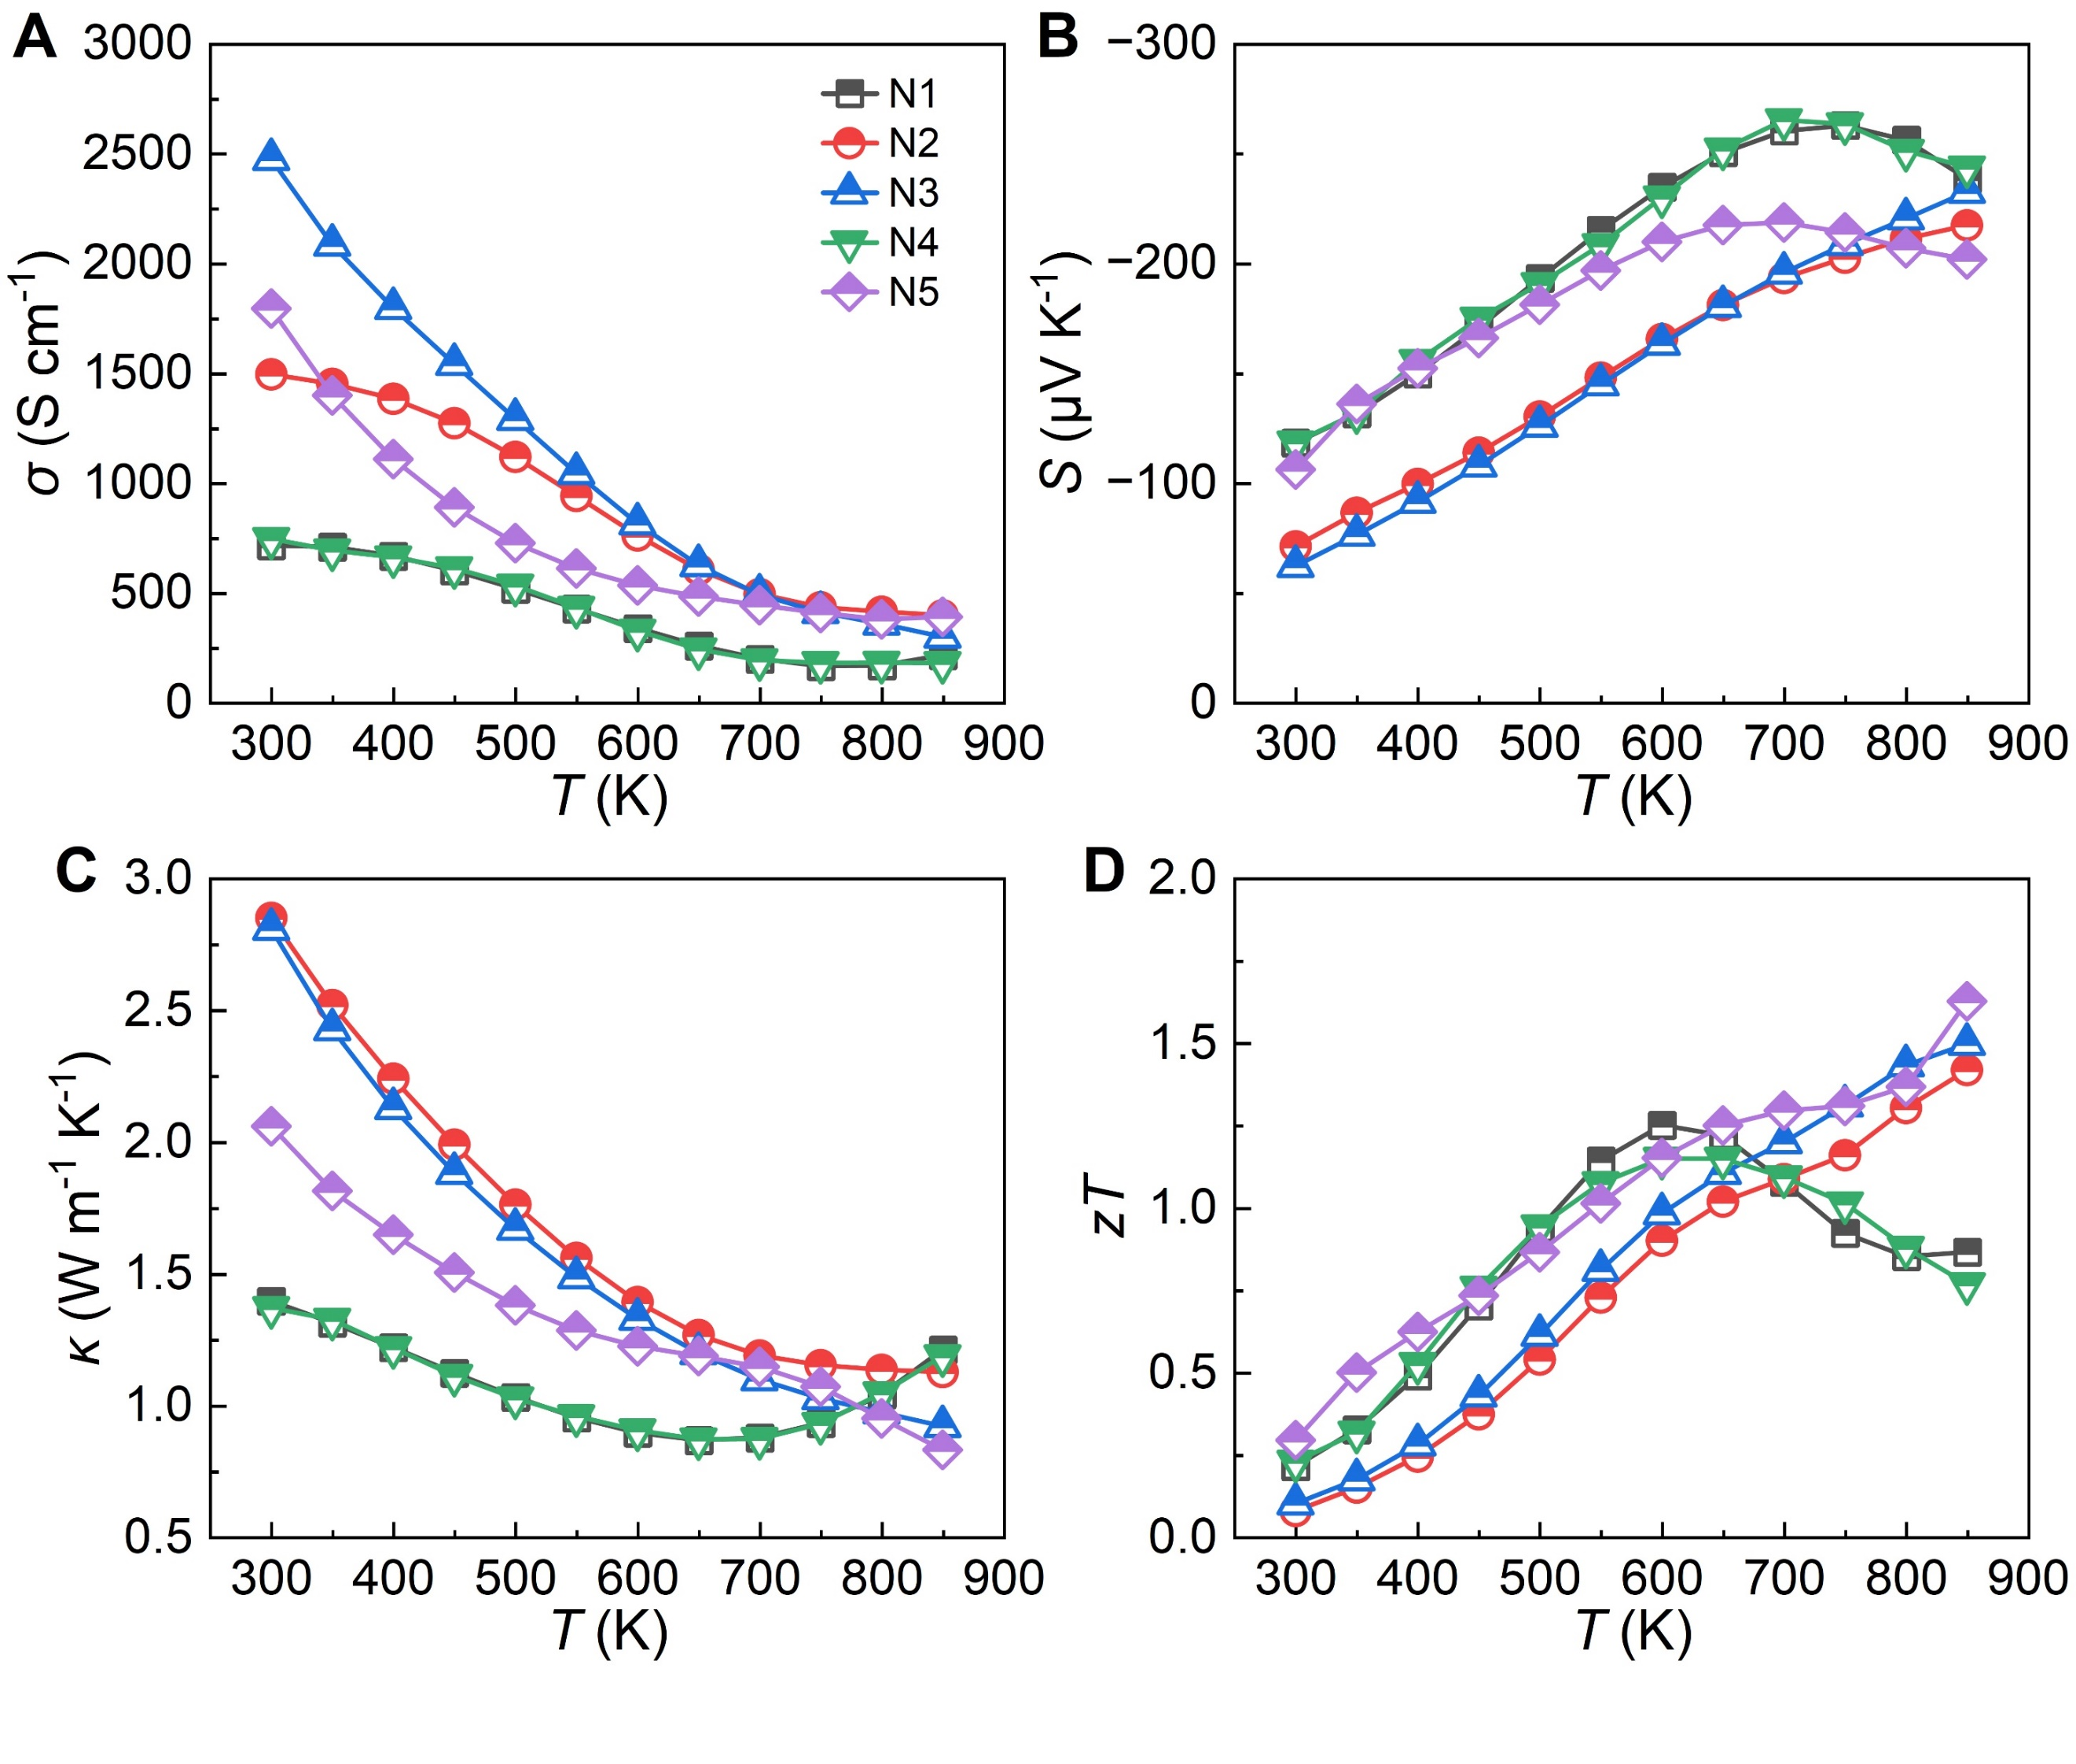 A
3000
2500
2000
1500
1000
500
0
σ (S cm⁻¹)
300 400 500 600 700 800 900
T (K)
N1
N2
N3
N4
N5
B
−300
−200
−100
0
S (μV K⁻¹)
300 400 500 600 700 800 900
T (K)
C
3.0
2.5
2.0
1.5
1.0
0.5
κ (W m⁻¹ K⁻¹)
300 400 500 600 700 800 900
T (K)
D
2.0
1.5
1.0
0.5
0.0
zT
300 400 500 600 700 800 900
T (K)